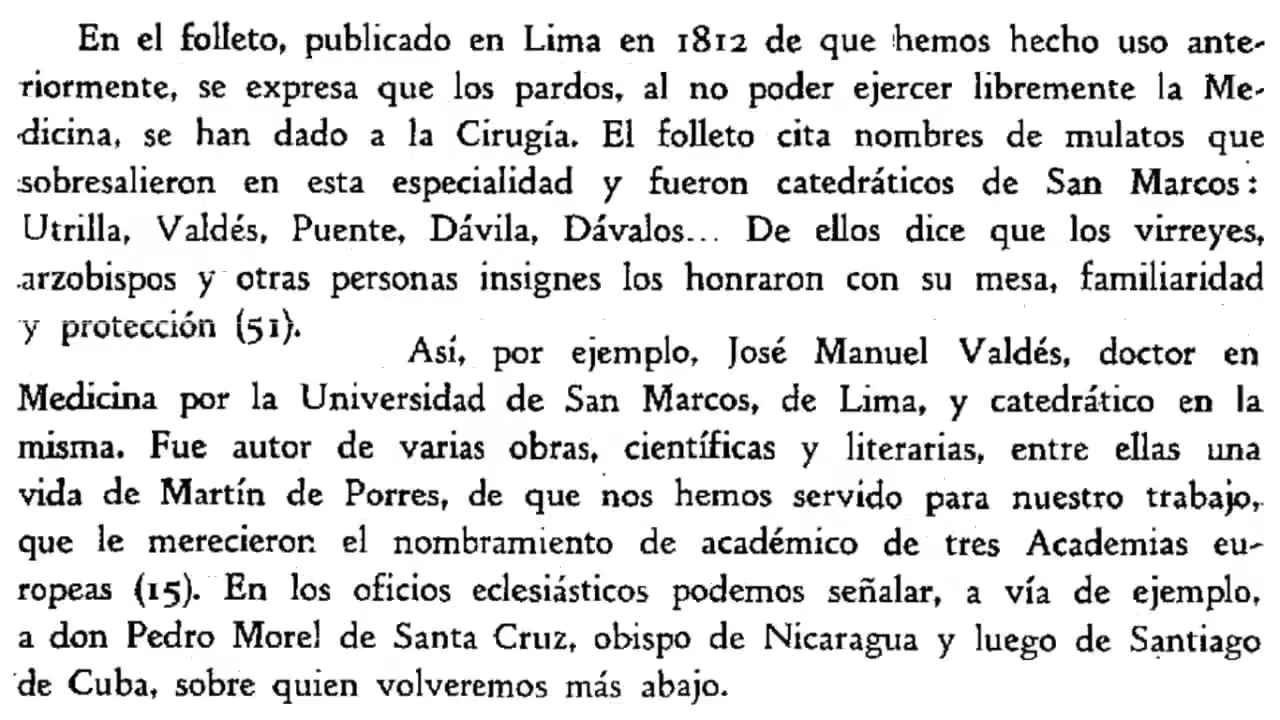 En el folleto, publicado en Lima en 1812 de que hemos hecho uso ante-
riormente, se expresa que los pardos, al no poder ejercer libremente la Me-
dicina, se han dado a la Cirugía. El folleto cita nombres de mulatos que
sobresalieron en esta especialidad y fueron catedráticos de San Marcos:
Utrilla, Valdés, Puente, Dávila, Dávalos... De ellos dice que los virreyes,
arzobispos y otras personas insignes los honraron con su mesa, familiaridad
y protección (51).
Así, por ejemplo, José Manuel Valdés, doctor en
Medicina por la Universidad de San Marcos, de Lima, y catedrático en la
misma. Fue autor de varias obras, científicas y literarias, entre ellas una
vida de Martín de Porres, de que nos hemos servido para nuestro trabajo,
que le merecieron el nombramiento de académico de tres Academias eu-
ropeas (15). En los oficios eclesiásticos podemos señalar, a vía de ejemplo,
a don Pedro Morel de Santa Cruz, obispo de Nicaragua y luego de Santiago
de Cuba, sobre quien volveremos más abajo.